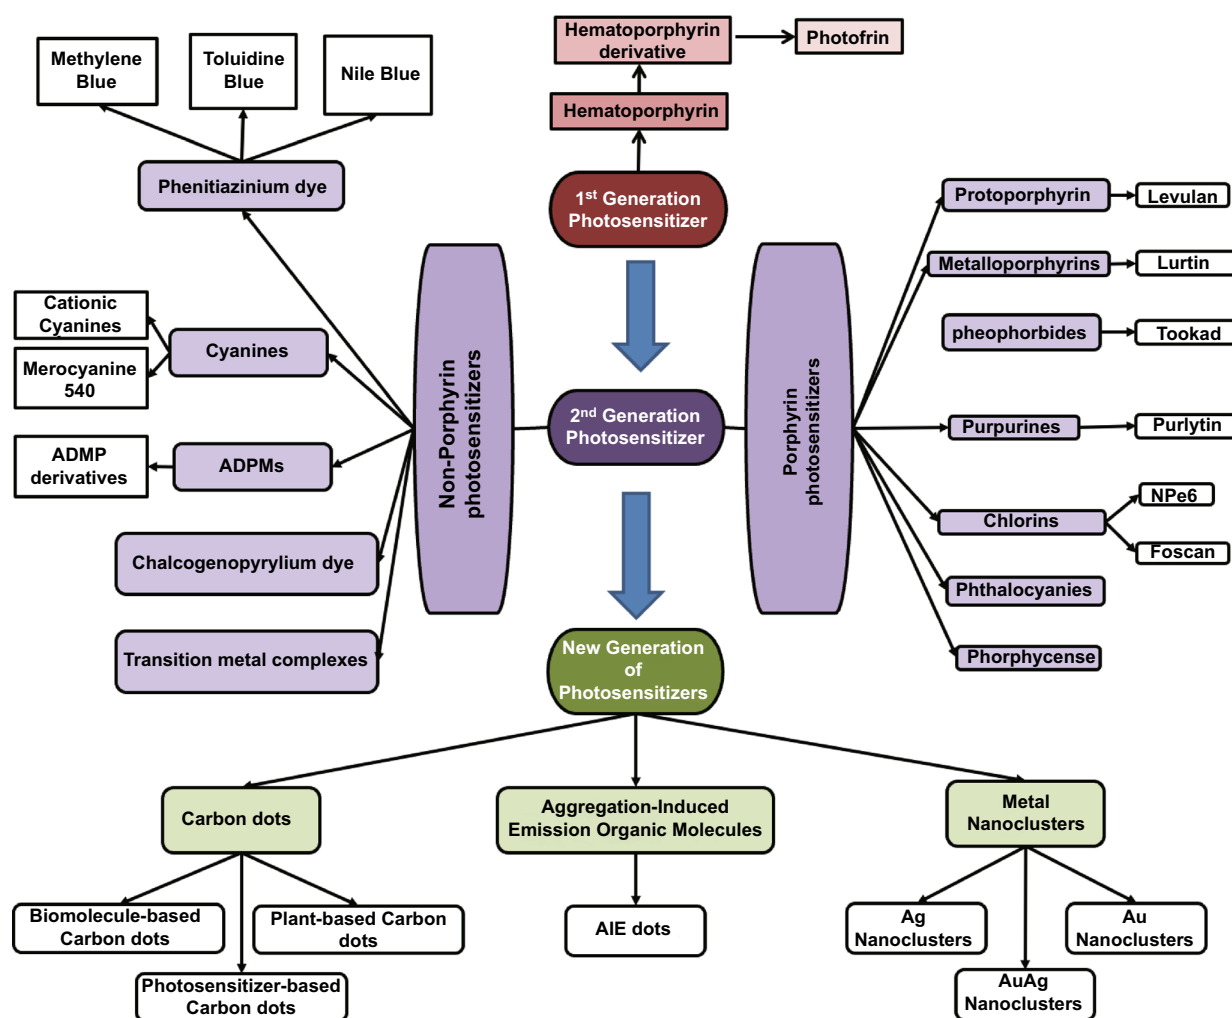 Methylene
Blue
Toluidine
Blue
Nile Blue
Hematoporphyrin
derivative
Photofrin
Hematoporphyrin
Phenitiazinium dye
1st Generation
Photosensitizer
Protoporphyrin
Levulan
Metalloporphyrins
Lurtin
Cationic
Cyanines
Cyanines
Merocyanine
540
pheophorbides
Tookad
Non-Porphyrin
photosensitizers
2nd Generation
Photosensitizer
Porphyrin
photosensitizers
Purpurines
Purlytin
ADMP
derivatives
ADPMs
Chlorins
NPe6
Foscan
Chalcogenopyrylium dye
Phthalocyanies
Transition metal complexes
Phorphycense
New Generation
of
Photosensitizers
Carbon dots
Aggregation-Induced
Emission Organic Molecules
Metal
Nanoclusters
Biomolecule-based
Carbon dots
Plant-based Carbon
dots
Photosensitizer-based
Carbon dots
AIE dots
Ag
Nanoclusters
Au
Nanoclusters
AuAg
Nanoclusters